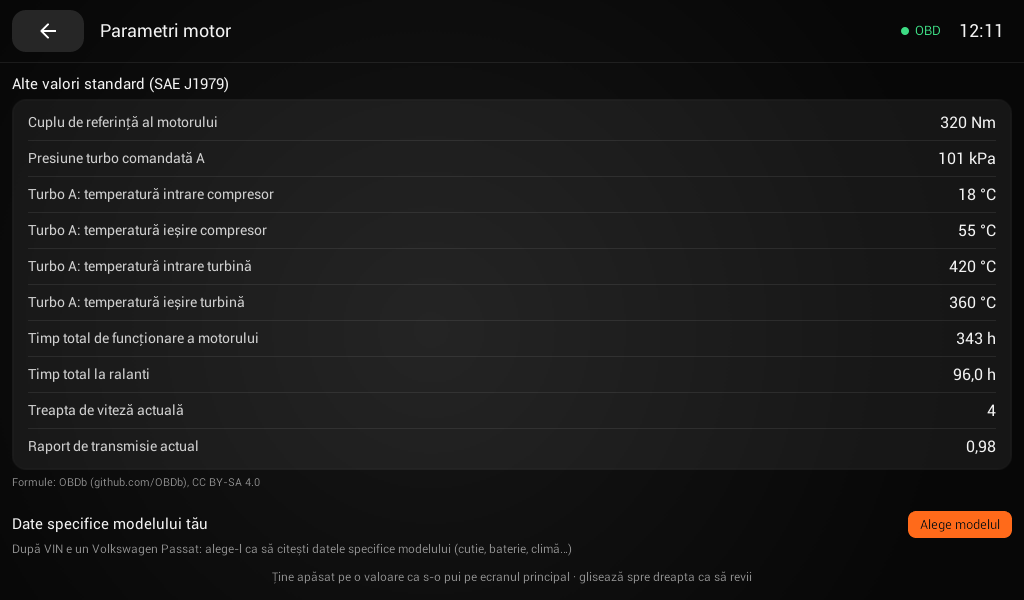 Parametri motor
OBD
12:11
Alte valori standard (SAE J1979)
Cuplu de referință al motorului 320 Nm
Presiune turbo comandată A 101 kPa
Turbo A: temperatură intrare compresor 18 °C
Turbo A: temperatură ieșire compresor 55 °C
Turbo A: temperatură intrare turbină 420 °C
Turbo A: temperatură ieșire turbină 360 °C
Timp total de funcționare a motorului 343 h
Timp total la ralanti 96,0 h
Treapta de viteză actuală 4
Raport de transmisie actual 0,98
Formule: OBDb (github.com/OBDb), CC BY-SA 4.0
Date specifice modelului tău
Alege modelul
După VIN e un Volkswagen Passat: alege-l ca să citești datele specifice modelului (cutie, baterie, climă…)
Ține apăsat pe o valoare ca s-o pui pe ecranul principal · glisează spre dreapta ca să revii